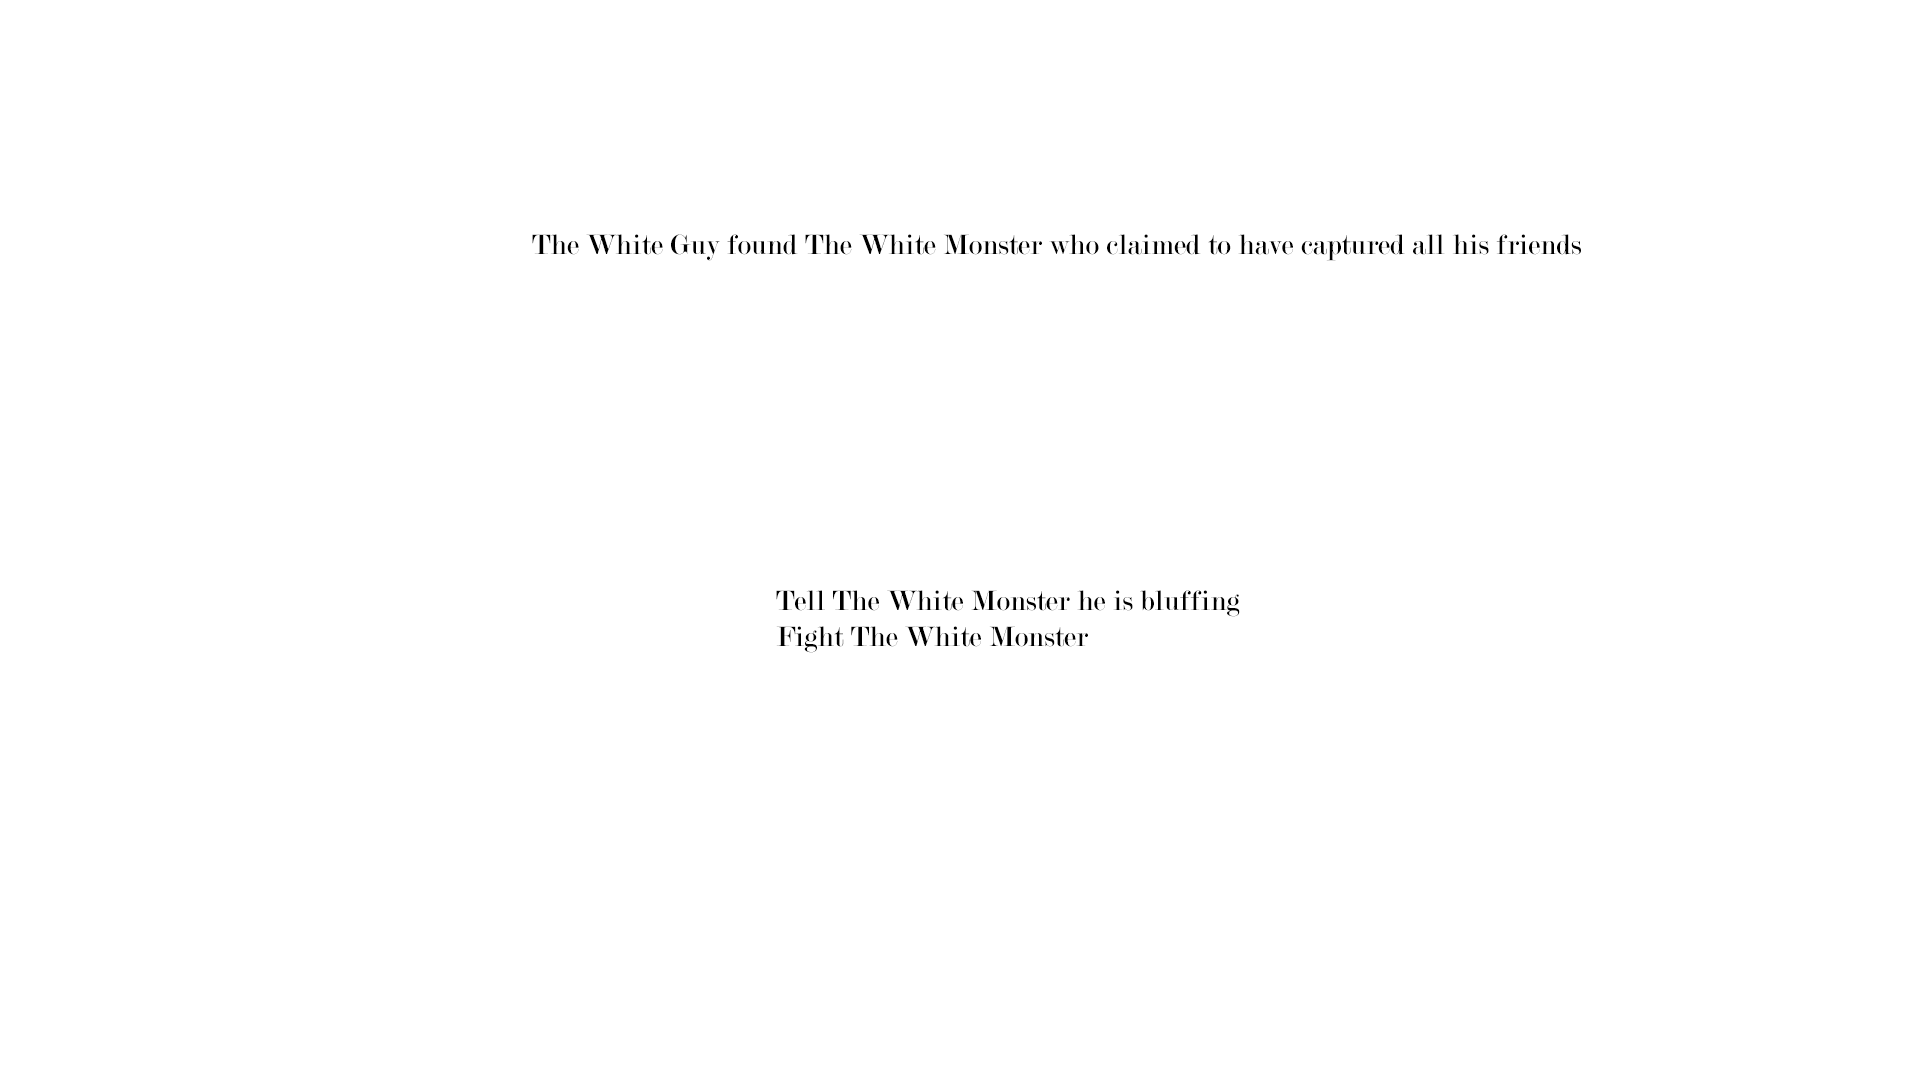 The White Guy found The White Monster who claimed to have captured all his friends
Tell The White Monster he is bluffing
Fight The White Monster